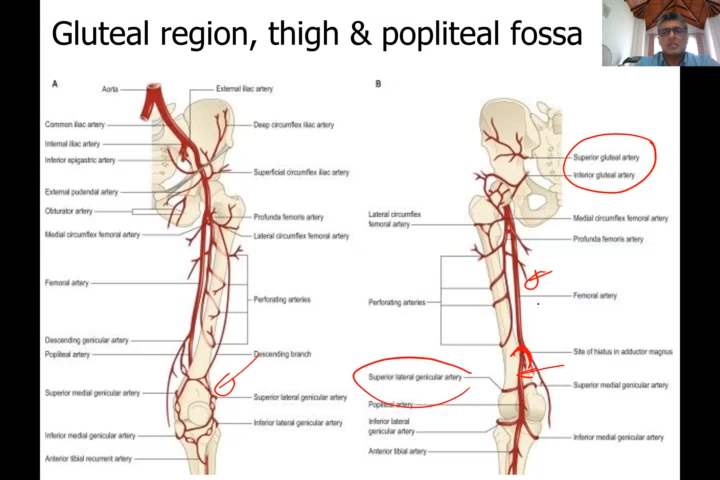 Gluteal region, thigh & popliteal fossa
A
Aorta
External iliac artery
Common iliac artery
Deep circumflex iliac artery
Internal iliac artery
Inferior epigastric artery
Superficial circumflex iliac artery
External pudendal artery
Obturator artery
Profunda femoris artery
Medial circumflex femoral artery
Lateral circumflex femoral artery
Femoral artery
Perforating arteries
Descending genicular artery
Popliteal artery
Descending branch
Superior medial genicular artery
Superior lateral genicular artery
Inferior lateral genicular artery
Inferior medial genicular artery
Anterior tibial recurrent artery
B
Superior gluteal artery
Inferior gluteal artery
Lateral circumflex
femoral artery
Medial circumflex femoral artery
Profunda femoris artery
Perforating arteries
Femoral artery
Site of hiatus in adductor magnus
Superior lateral genicular artery
Superior medial genicular artery
Popliteal artery
Inferior lateral
genicular artery
Inferior medial genicular artery
Anterior tibial artery